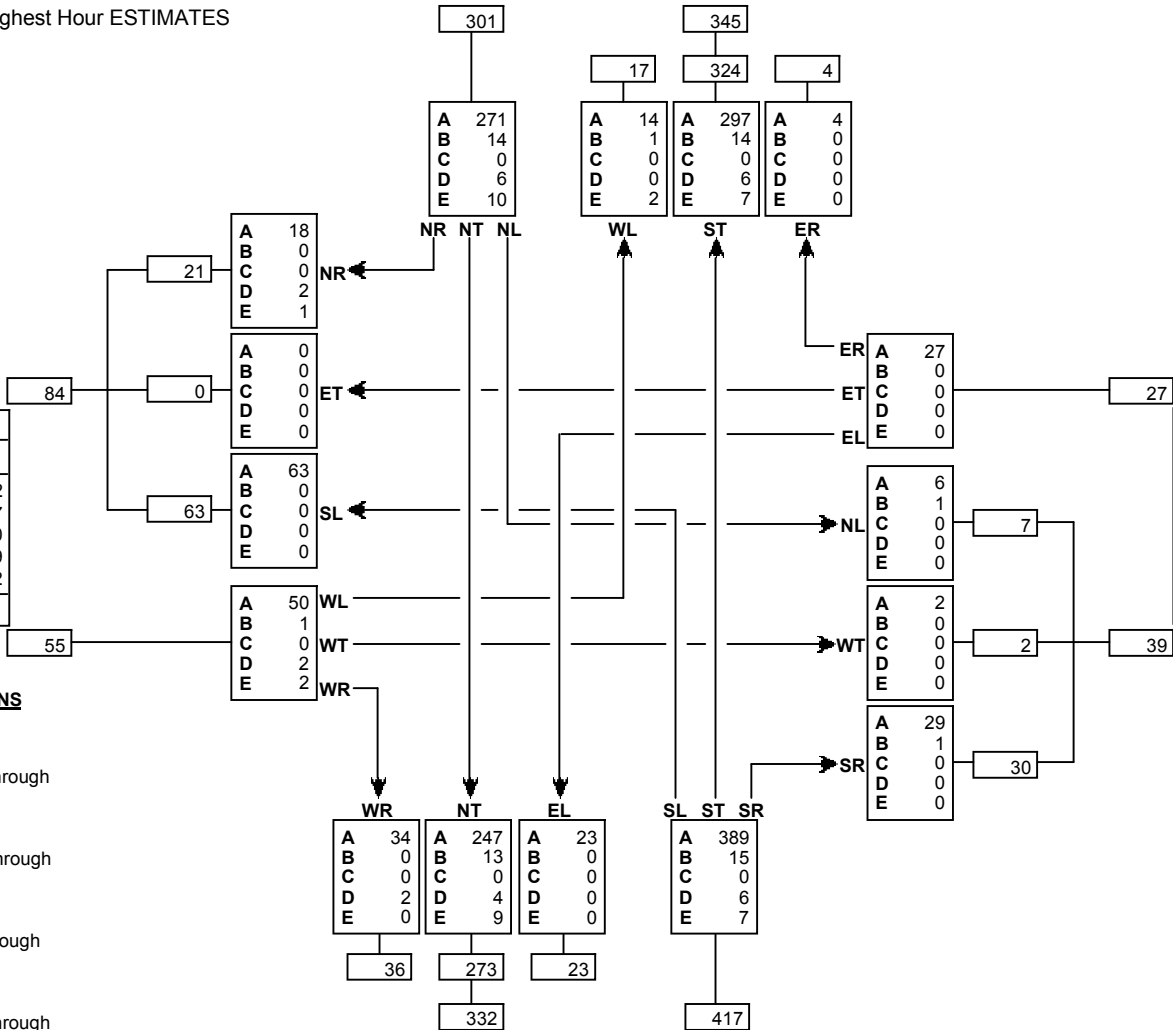 ghest Hour ESTIMATES
301
345
17
324
4
A 271
B 14
C 0
D 6
E 10
A 14
B 1
C 0
D 0
E 2
A 297
B 14
C 0
D 6
E 7
A 4
B 0
C 0
D 0
E 0
NR NT NL
WL
ST
ER
21
A 18
B 0
C 0
D 2
E 1
NR
84
0
A 0
B 0
C 0
D 0
E 0
ET
ER
ET
EL
A 27
B 0
C 0
D 0
E 0
27
63
A 63
B 0
C 0
D 0
E 0
SL
NL
A 6
B 1
C 0
D 0
E 0
7
55
A 50
B 1
C 0
D 2
E 2
WL
WT
WR
WT
A 2
B 0
C 0
D 0
E 0
2
39
NS
SR
A 29
B 1
C 0
D 0
E 0
30
rough
WR
NT
EL
SL ST SR
A 34
B 0
C 0
D 2
E 0
A 247
B 13
C 0
D 4
E 9
A 23
B 0
C 0
D 0
E 0
A 389
B 15
C 0
D 6
E 7
hrough
ough
36
273
23
332
417
hrough